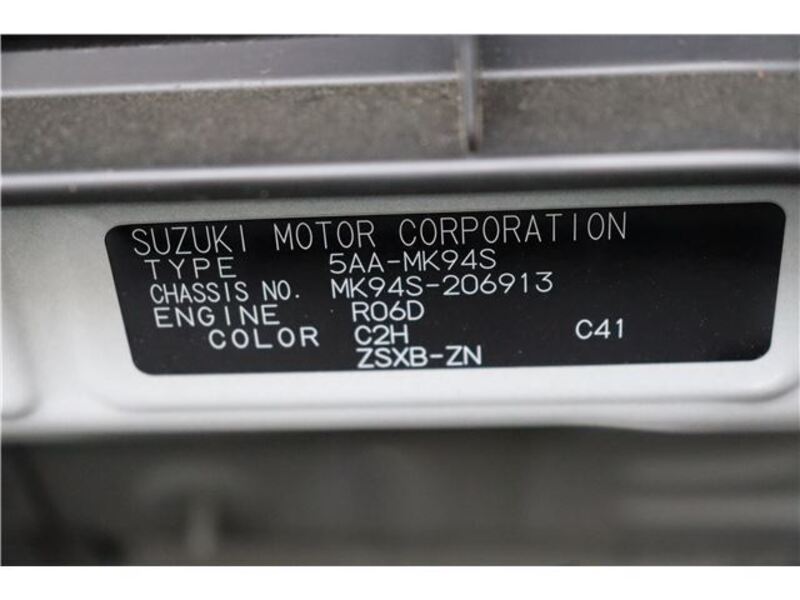 SUZUKI MOTOR CORPORATION
TYPE 5AA-MK94S
CHASSIS NO. MK94S-206913
ENGINE R06D
COLOR C2H C41
ZSXB-ZN